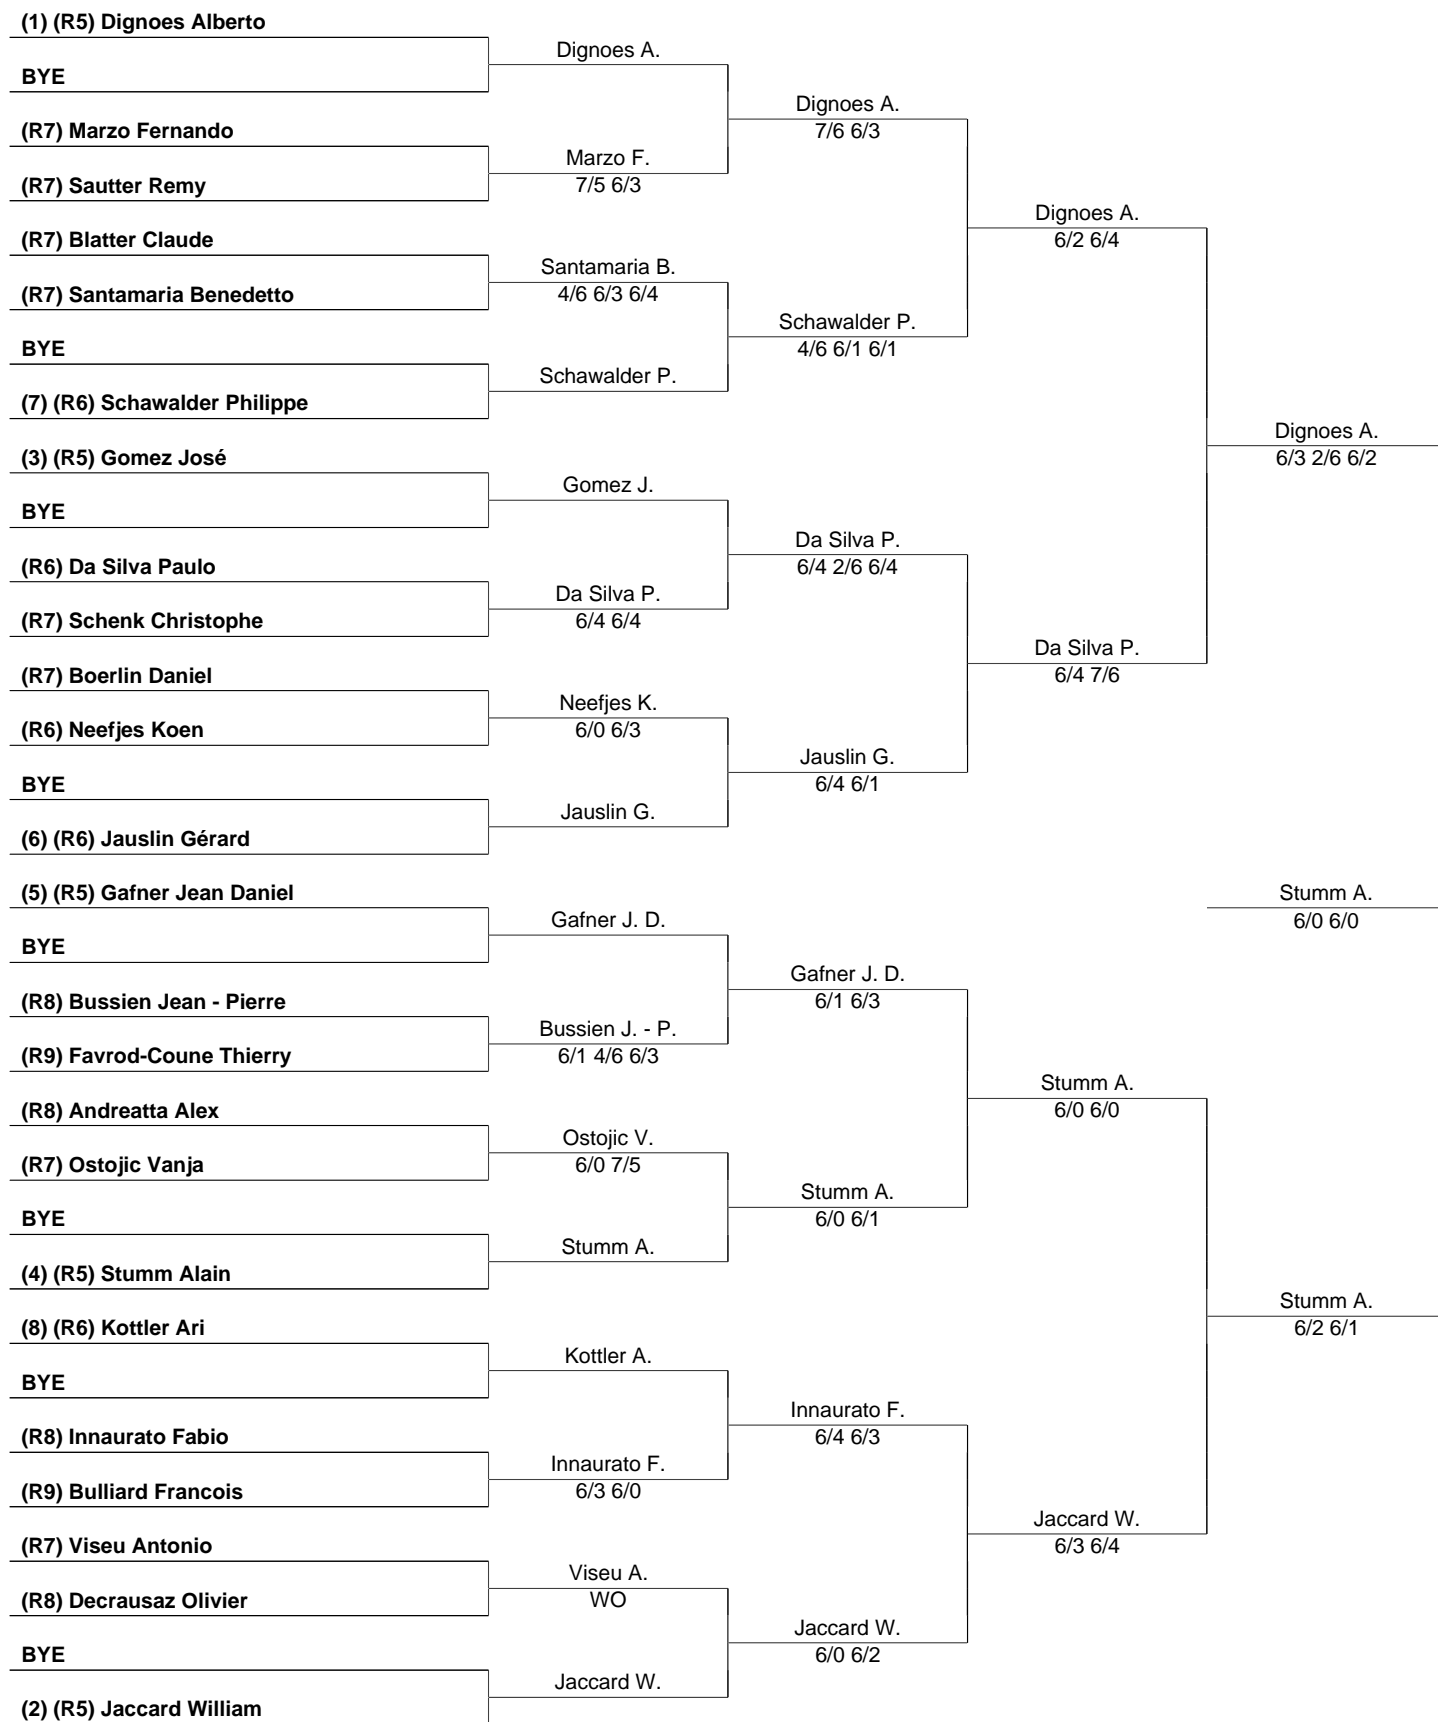 (1) (R5) Dignoes Alberto
Dignoes A.
BYE
Dignoes A.
7/6 6/3
(R7) Marzo Fernando
Marzo F.
7/5 6/3
(R7) Sautter Remy
Dignoes A.
6/2 6/4
(R7) Blatter Claude
Santamaria B.
4/6 6/3 6/4
(R7) Santamaria Benedetto
Schawalder P.
4/6 6/1 6/1
BYE
Schawalder P.
(7) (R6) Schawalder Philippe
Dignoes A.
6/3 2/6 6/2
(3) (R5) Gomez José
Gomez J.
BYE
Da Silva P.
6/4 2/6 6/4
(R6) Da Silva Paulo
Da Silva P.
6/4 6/4
(R7) Schenk Christophe
Da Silva P.
6/4 7/6
(R7) Boerlin Daniel
Neefjes K.
6/0 6/3
(R6) Neefjes Koen
Jauslin G.
6/4 6/1
BYE
Jauslin G.
(6) (R6) Jauslin Gérard
(5) (R5) Gafner Jean Daniel
Stumm A.
6/0 6/0
Gafner J. D.
BYE
Gafner J. D.
6/1 6/3
(R8) Bussien Jean - Pierre
Bussien J. - P.
6/1 4/6 6/3
(R9) Favrod-Coune Thierry
Stumm A.
6/0 6/0
(R8) Andreatta Alex
Ostojic V.
6/0 7/5
(R7) Ostojic Vanja
Stumm A.
6/0 6/1
BYE
Stumm A.
(4) (R5) Stumm Alain
Stumm A.
6/2 6/1
(8) (R6) Kottler Ari
Kottler A.
BYE
Innaurato F.
6/4 6/3
(R8) Innaurato Fabio
Innaurato F.
6/3 6/0
(R9) Bulliard Francois
Jaccard W.
6/3 6/4
(R7) Viseu Antonio
Viseu A.
WO
(R8) Decrausaz Olivier
Jaccard W.
6/0 6/2
BYE
Jaccard W.
(2) (R5) Jaccard William